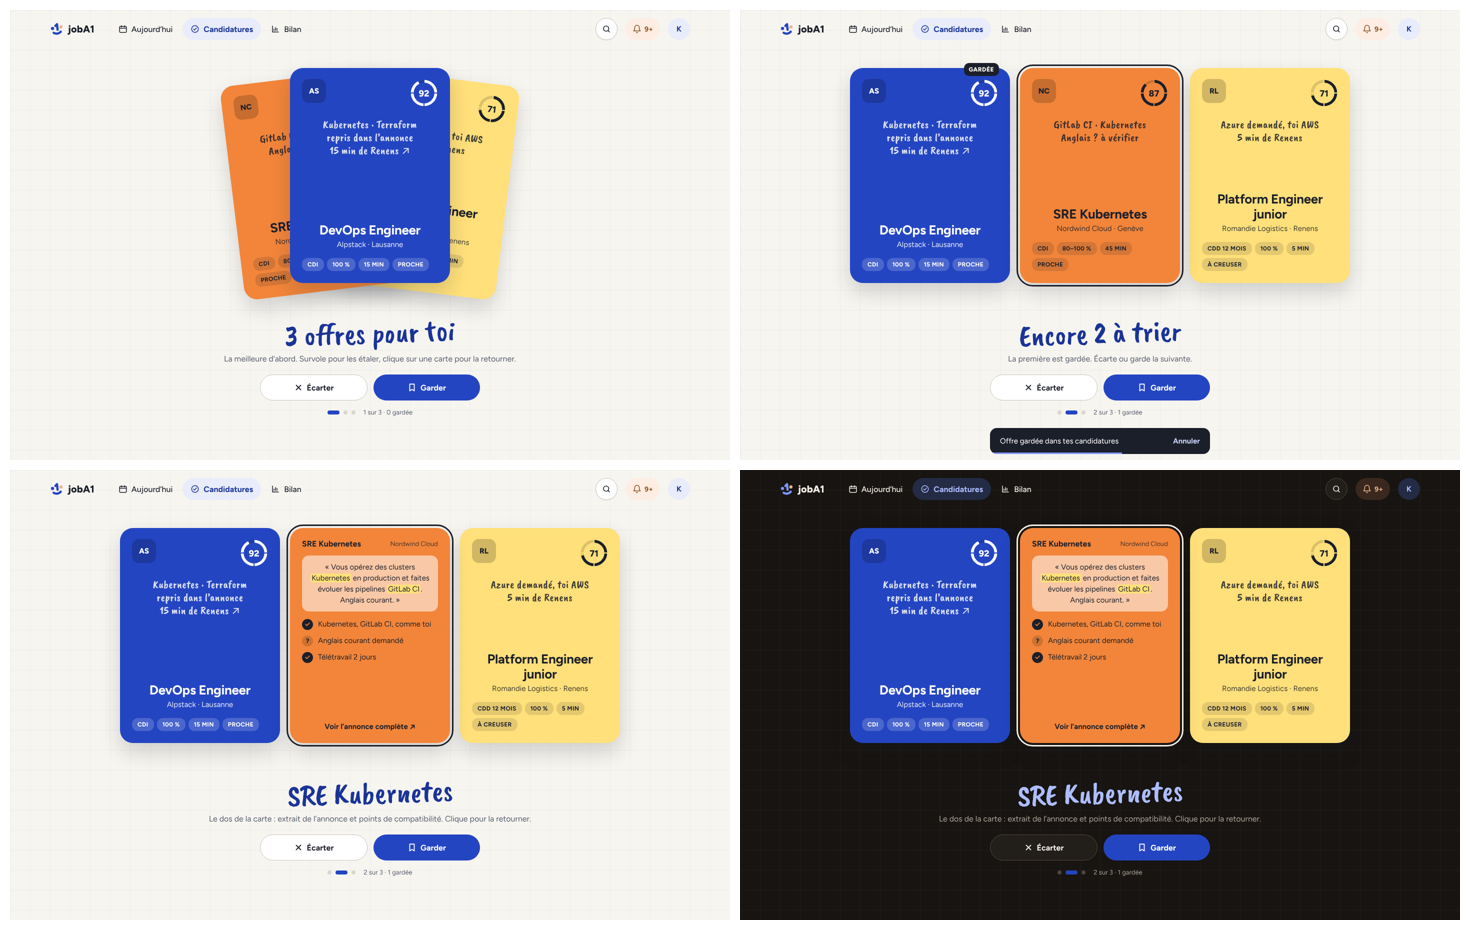 jobA1 Aujourd'hui Candidatures Bilan 9+ K
NC
GitLab
Anglo
SRE
Nord
CDI 80
PROCHE
AS 92
Kubernetes · Terraform
repris dans l'annonce
15 min de Renens ↗
DevOps Engineer
Alpstack · Lausanne
CDI 100 % 15 MIN PROCHE
71
toi AWS
ens
ineer
enens
IN
3 offres pour toi
La meilleure d'abord. Survole pour les étaler, clique sur une carte pour la retourner.
Écarter Garder
1 sur 3 · 0 gardée
jobA1 Aujourd'hui Candidatures Bilan 9+ K
GARDÉE
AS 92
Kubernetes · Terraform
repris dans l'annonce
15 min de Renens ↗
DevOps Engineer
Alpstack · Lausanne
CDI 100 % 15 MIN PROCHE
NC 87
GitLab CI · Kubernetes
Anglais ? à vérifier
SRE Kubernetes
Nordwind Cloud · Genève
CDI 80–100 % 45 MIN
PROCHE
RL 71
Azure demandé, toi AWS
5 min de Renens
Platform Engineer
junior
Romandie Logistics · Renens
CDD 12 MOIS 100 % 5 MIN
À CREUSER
Encore 2 à trier
La première est gardée. Écarte ou garde la suivante.
Écarter Garder
2 sur 3 · 1 gardée
Offre gardée dans tes candidatures Annuler
jobA1 Aujourd'hui Candidatures Bilan 9+ K
AS 92
Kubernetes · Terraform
repris dans l'annonce
15 min de Renens ↗
DevOps Engineer
Alpstack · Lausanne
CDI 100 % 15 MIN PROCHE
SRE Kubernetes Nordwind Cloud
« Vous opérez des clusters
Kubernetes en production et faites
évoluer les pipelines GitLab CI.
Anglais courant. »
Kubernetes, GitLab CI, comme toi
? Anglais courant demandé
Télétravail 2 jours
Voir l'annonce complète ↗
RL 71
Azure demandé, toi AWS
5 min de Renens
Platform Engineer
junior
Romandie Logistics · Renens
CDD 12 MOIS 100 % 5 MIN
À CREUSER
SRE Kubernetes
Le dos de la carte : extrait de l'annonce et points de compatibilité. Clique pour la retourner.
Écarter Garder
2 sur 3 · 1 gardée
jobA1 Aujourd'hui Candidatures Bilan 9+ K
AS 92
Kubernetes · Terraform
repris dans l'annonce
15 min de Renens ↗
DevOps Engineer
Alpstack · Lausanne
CDI 100 % 15 MIN PROCHE
SRE Kubernetes Nordwind Cloud
« Vous opérez des clusters
Kubernetes en production et faites
évoluer les pipelines GitLab CI.
Anglais courant. »
Kubernetes, GitLab CI, comme toi
? Anglais courant demandé
Télétravail 2 jours
Voir l'annonce complète ↗
RL 71
Azure demandé, toi AWS
5 min de Renens
Platform Engineer
junior
Romandie Logistics · Renens
CDD 12 MOIS 100 % 5 MIN
À CREUSER
SRE Kubernetes
Le dos de la carte : extrait de l'annonce et points de compatibilité. Clique pour la retourner.
Écarter Garder
2 sur 3 · 1 gardée